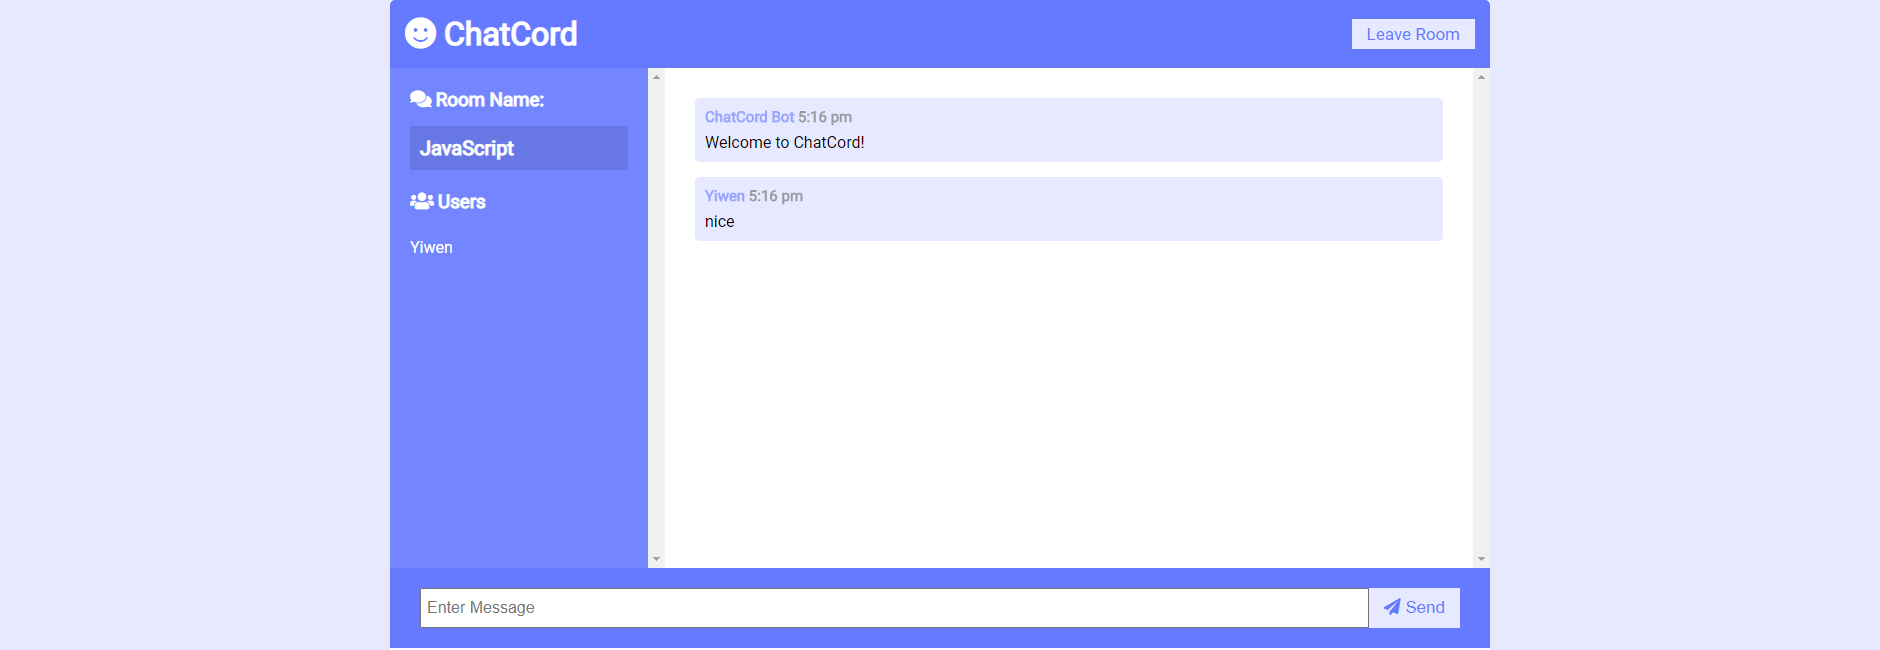 ChatCord
Leave Room
Room Name:
JavaScript
Users
Yiwen
ChatCord Bot 5:16 pm
Welcome to ChatCord!
Yiwen 5:16 pm
nice
Enter Message
Send